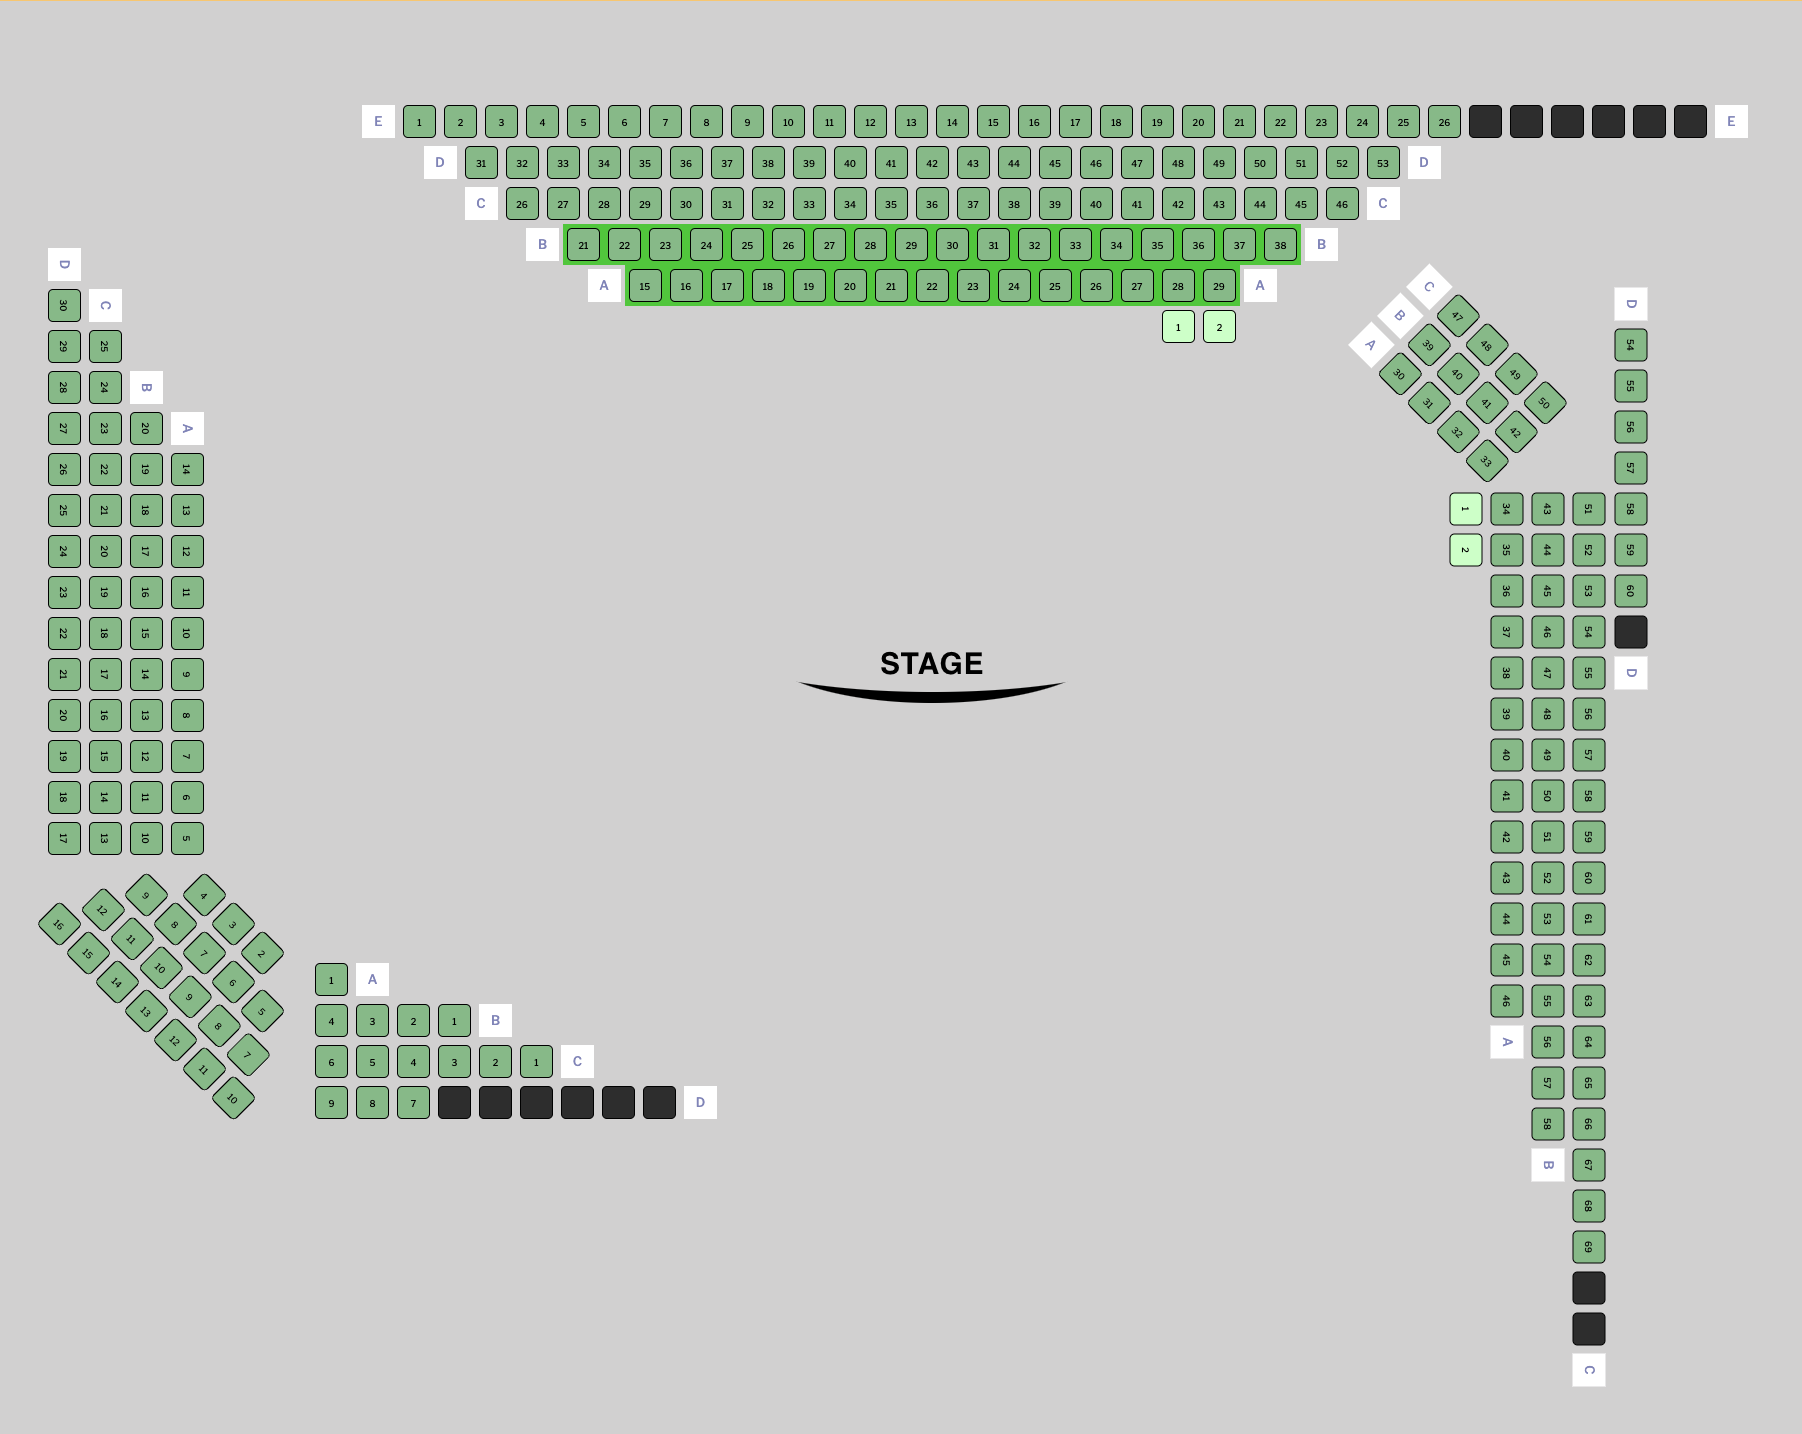 E 1 2 3 4 5 6 7 8 9 10 11 12 13 14 15 16 17 18 19 20 21 22 23 24 25 26 E
D 31 32 33 34 35 36 37 38 39 40 41 42 43 44 45 46 47 48 49 50 51 52 53 D
C 26 27 28 29 30 31 32 33 34 35 36 37 38 39 40 41 42 43 44 45 46 C
B 21 22 23 24 25 26 27 28 29 30 31 32 33 34 35 36 37 38 B
A 15 16 17 18 19 20 21 22 23 24 25 26 27 28 29 A
1 2
D 30 29 28 27 26 25 24 23 22 21 20 19 18 17
C 25 24 23 22 21 20 19 18 17 16 15 14 13
B 20 19 18 17 16 15 14 13 12 11 10
A 14 13 12 11 10 9 8 7 6 5
16 15 14 13 12 11 10
12 11 10 9 8 7
9 8 7 6 5
4 3 2
1 A
4 3 2 1 B
6 5 4 3 2 1 C
9 8 7 D
STAGE
C 47 48 49 50
B 39 40 41 42
A 30 31 32 33
1 2
34 35 36 37 38 39 40 41 42 43 44 45 46 A
43 44 45 46 47 48 49 50 51 52 53 54 55 56 57 58 B
51 52 53 54 55 56 57 58 59 60 61 62 63 64 65 66 67 68 69 C
D 54 55 56 57 58 59 60 D